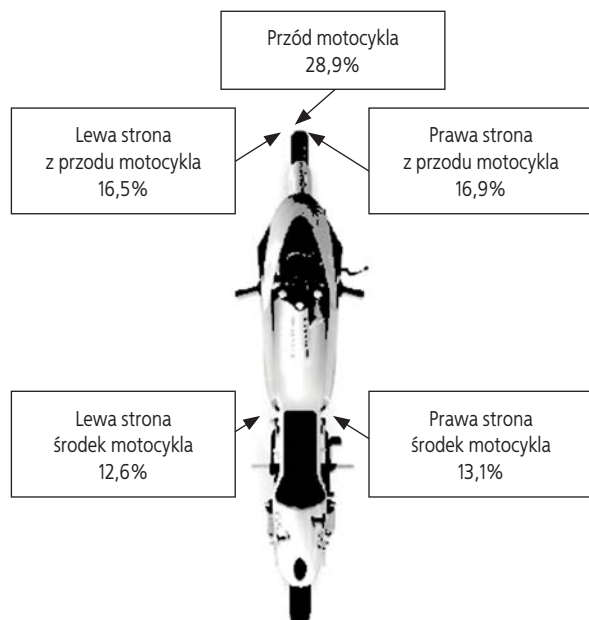 Przód motocykla
28,9%
Lewa strona
z przodu motocykla
16,5%
Prawa strona
z przodu motocykla
16,9%
Lewa strona
środek motocykla
12,6%
Prawa strona
środek motocykla
13,1%